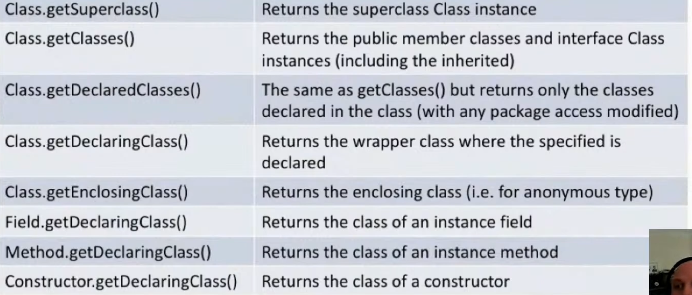 Class.getSuperclass() Returns the superclass Class instance
Class.getClasses() Returns the public member classes and interface Class
instances (including the inherited)
Class.getDeclaredClasses() The same as getClasses() but returns only the classes
declared in the class (with any package access modified)
Class.getDeclaringClass() Returns the wrapper class where the specified is
declared
Class.getEnclosingClass() Returns the enclosing class (i.e. for anonymous type)
Field.getDeclaringClass() Returns the class of an instance field
Method.getDeclaringClass() Returns the class of an instance method
Constructor.getDeclaringClass() Returns the class of a constructor